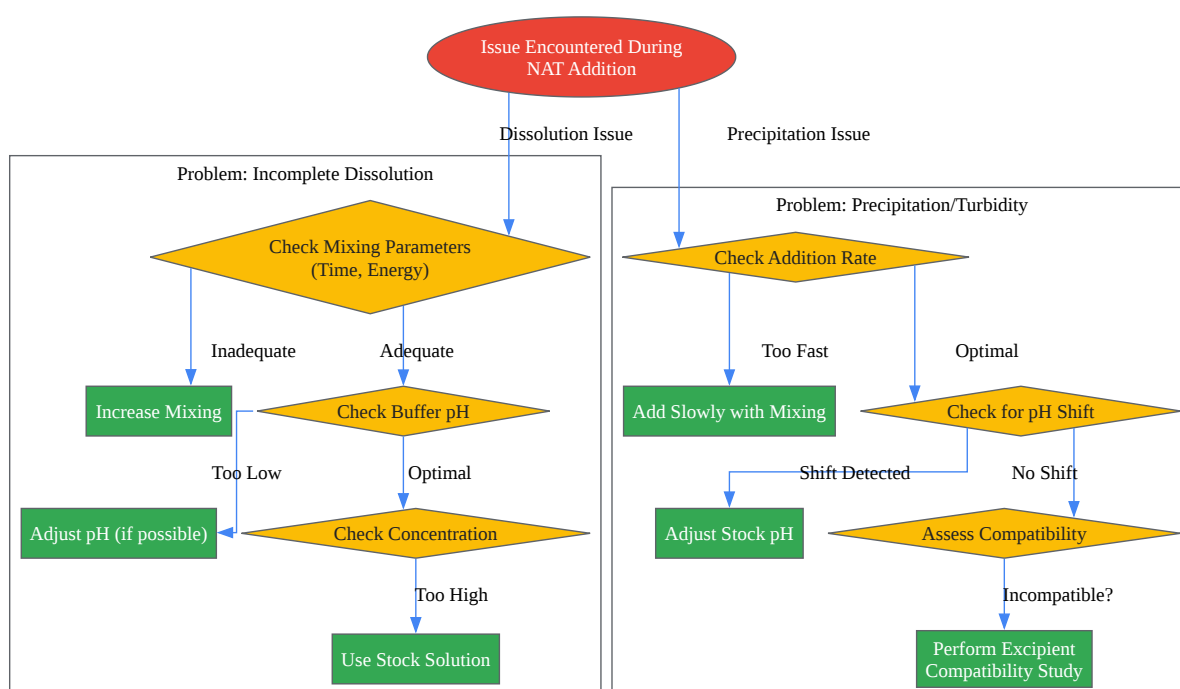 Issue Encountered During
NAT Addition
Dissolution Issue
Precipitation Issue
Problem: Incomplete Dissolution
Check Mixing Parameters
(Time, Energy)
Inadequate
Adequate
Increase Mixing
Check Buffer pH
Too Low
Optimal
Adjust pH (if possible)
Check Concentration
Too High
Use Stock Solution
Problem: Precipitation/Turbidity
Check Addition Rate
Too Fast
Optimal
Add Slowly with Mixing
Check for pH Shift
Shift Detected
No Shift
Adjust Stock pH
Assess Compatibility
Incompatible?
Perform Excipient
Compatibility Study